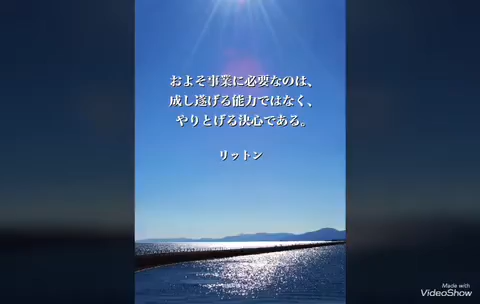 およそ事業に必要なのは、
成し遂げる能力ではなく、
やりとげる決心である。
リットン
Made with
VideoShow